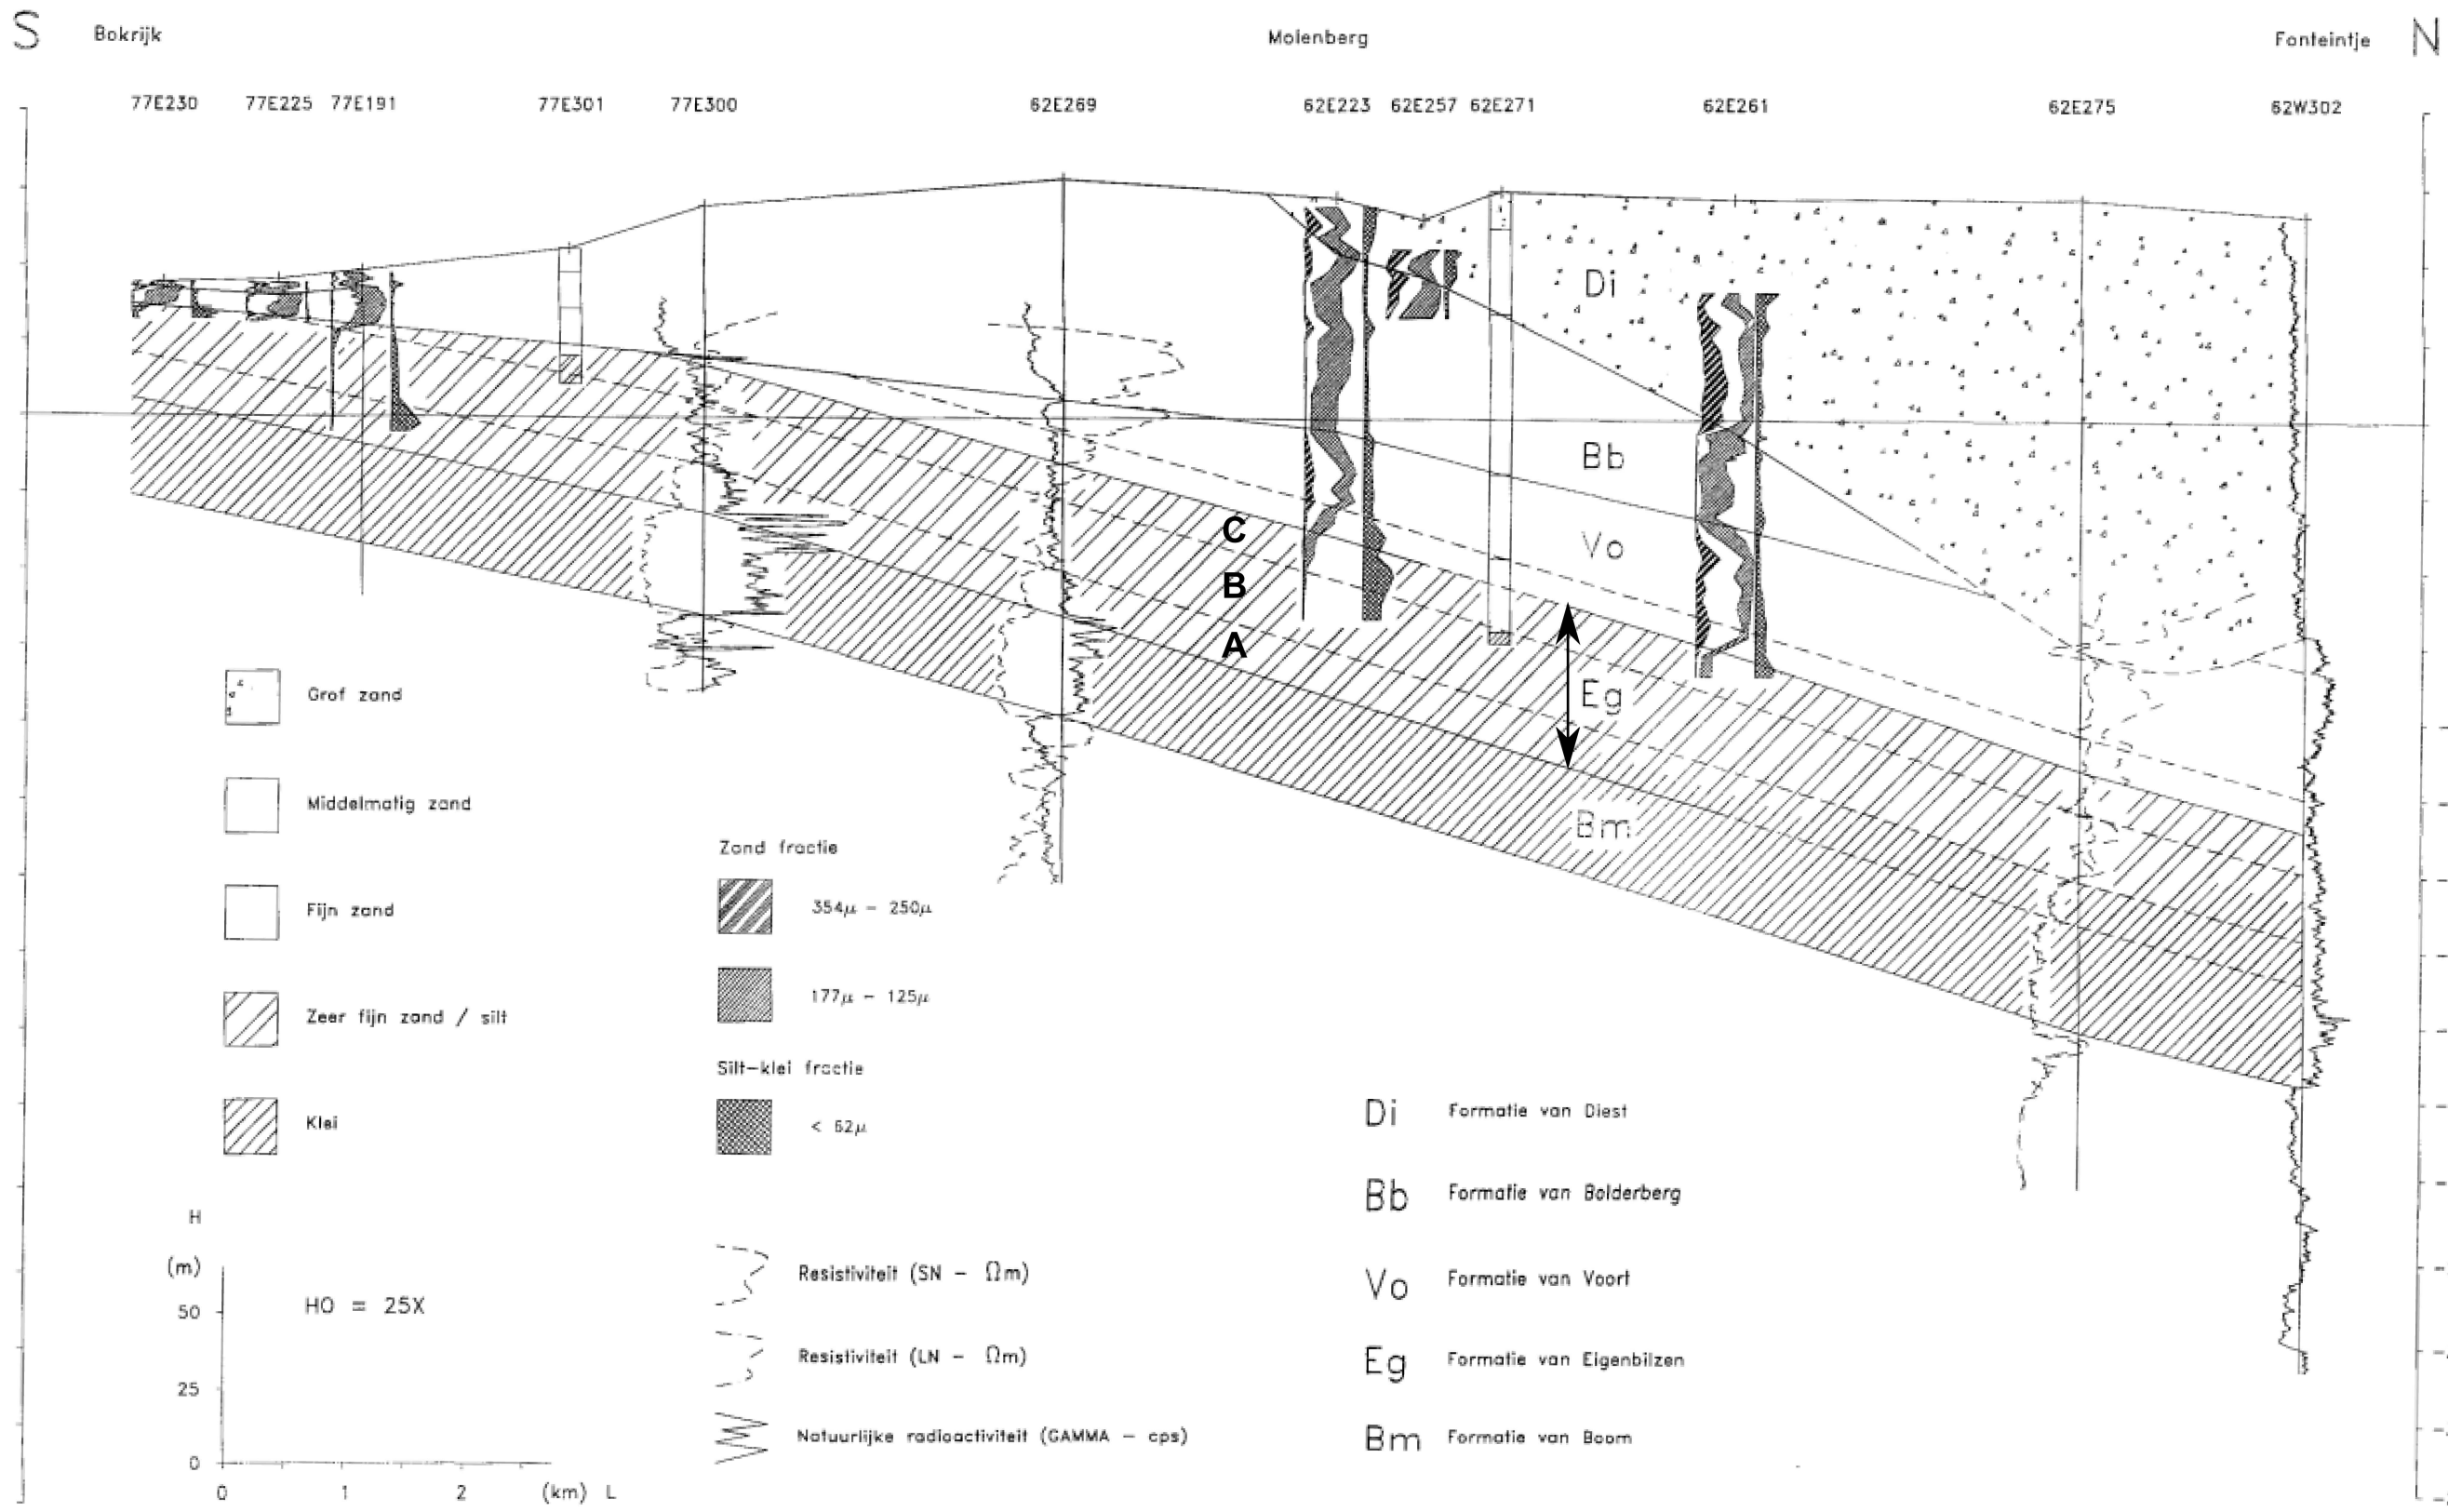 S Bokrijk Molenberg Fonteintje N
77E230 77E225 77E191 77E301 77E300 62E269 62E223 62E257 62E271 62E261 62E275 62W302
Di
Bb
Vo
C
B
A
Eg
Bm
Grof zand
Middelmatig zand
Fijn zand
Zeer fijn zand / silt
Klei
Zand fractie
354μ - 250μ
177μ - 125μ
Silt-klei fractie
< 62μ
H
(m)
50
25
0
HO = 25X
0 1 2 (km) L
Resistiviteit (SN - Ωm)
Resistiviteit (LN - Ωm)
Natuurlijke radioactiviteit (GAMMA - cps)
Di Formatie van Diest
Bb Formatie van Bolderberg
Vo Formatie van Voort
Eg Formatie van Eigenbilzen
Bm Formatie van Boom